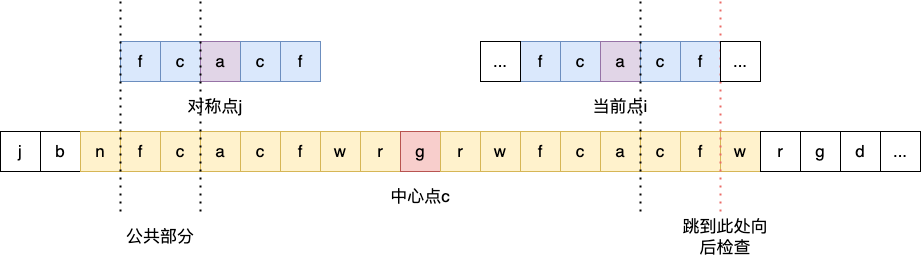 f c a c f ... f c a c f ...
对称点j 当前点i
j b n f c a c f w r g r w f c a c f w r g d ...
中心点c
公共部分 跳到此处向
后检查